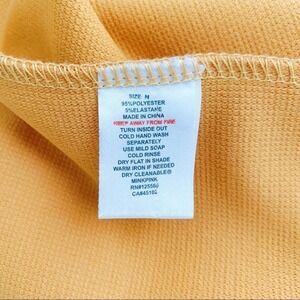 SIZE M
95%POLYESTER
5%ELASTANE
MADE IN CHINA
KEEP AWAY FROM FIRE
TURN INSIDE OUT
COLD HAND WASH
SEPARATELY
USE MILD SOAP
COLD RINSE
DRY FLAT IN SHADE
WARM IRON IF NEEDED
DRY CLEANABLE®
MINKPINK